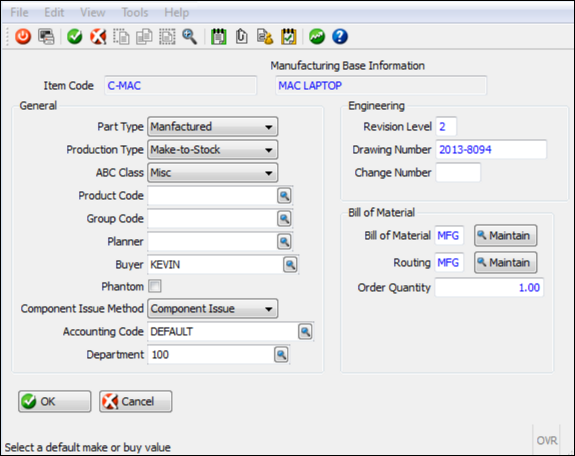 File Edit View Tools Help
Manufacturing Base Information
Item Code C-MAC MAC LAPTOP
General
Part Type Manfactured
Production Type Make-to-Stock
ABC Class Misc
Product Code
Group Code
Planner
Buyer KEVIN
Phantom
Component Issue Method Component Issue
Accounting Code DEFAULT
Department 100
Engineering
Revision Level 2
Drawing Number 2013-8094
Change Number
Bill of Material
Bill of Material MFG Maintain
Routing MFG Maintain
Order Quantity 1.00
OK Cancel
OVR
Select a default make or buy value